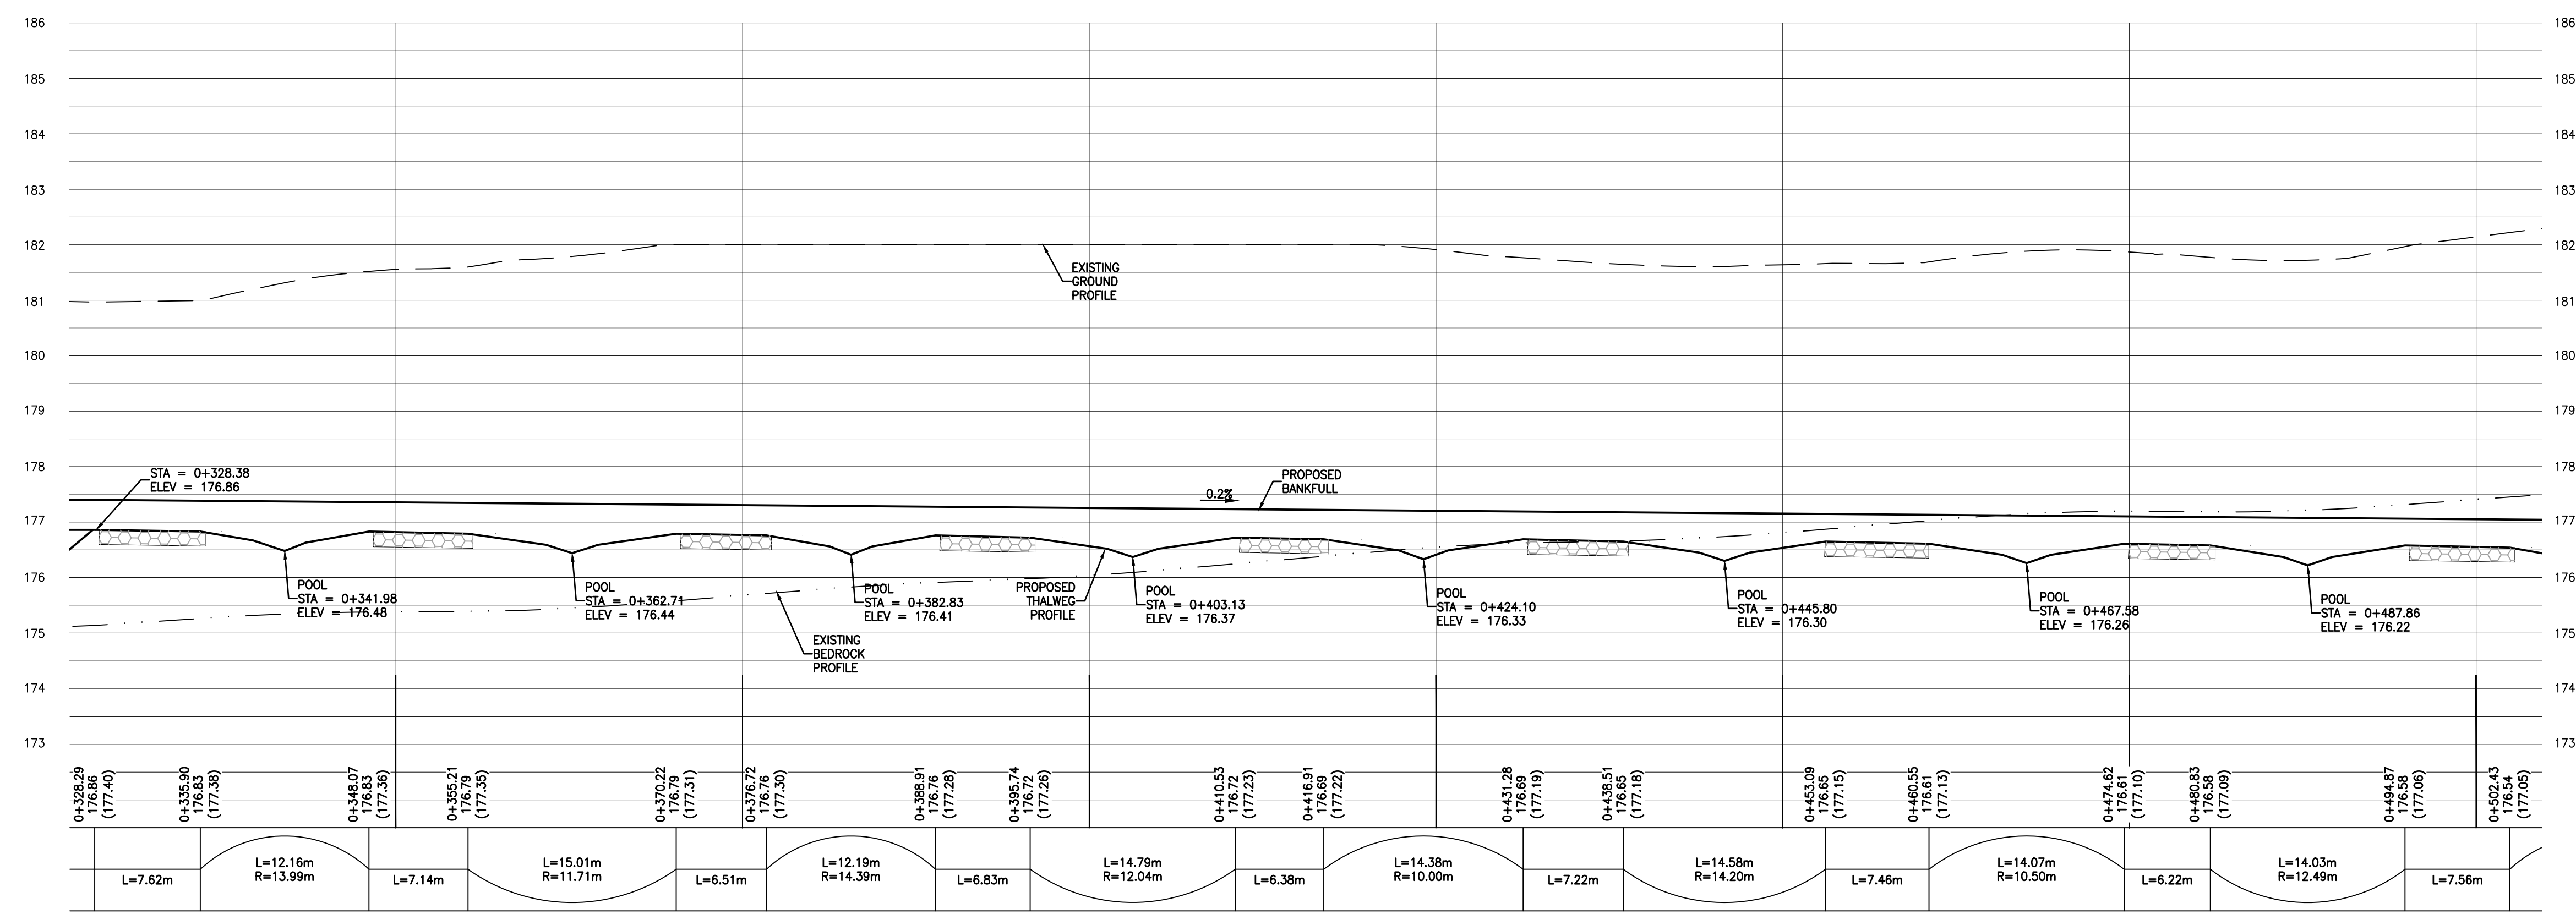 186
186
185
185
184
184
183
183
182
182
EXISTING
GROUND
PROFILE
181
181
180
180
179
179
178
178
STA = 0+328.38
ELEV = 176.86
0.2%
PROPOSED
BANKFULL
177
177
176
176
POOL
STA = 0+341.98
ELEV = 176.48
POOL
STA = 0+362.71
ELEV = 176.44
POOL
STA = 0+382.83
ELEV = 176.41
PROPOSED
THALWEG
PROFILE
POOL
STA = 0+403.13
ELEV = 176.37
POOL
STA = 0+424.10
ELEV = 176.33
POOL
STA = 0+445.80
ELEV = 176.30
POOL
STA = 0+467.58
ELEV = 176.26
POOL
STA = 0+487.86
ELEV = 176.22
175
175
EXISTING
BEDROCK
PROFILE
174
174
173
173
0+328.29
176.86
(177.40)
0+335.90
176.83
(177.38)
0+348.07
176.83
(177.36)
0+355.21
176.79
(177.35)
0+370.22
176.79
(177.31)
0+376.72
176.76
(177.30)
0+388.91
176.76
(177.28)
0+395.74
176.72
(177.26)
0+410.53
176.72
(177.23)
0+416.91
176.69
(177.22)
0+431.28
176.69
(177.19)
0+438.51
176.65
(177.18)
0+453.09
176.65
(177.15)
0+460.55
176.61
(177.13)
0+474.62
176.61
(177.10)
0+480.83
176.58
(177.09)
0+494.87
176.58
(177.06)
0+502.43
176.54
(177.05)
L=7.62m
L=12.16m
R=13.99m
L=7.14m
L=15.01m
R=11.71m
L=6.51m
L=12.19m
R=14.39m
L=6.83m
L=14.79m
R=12.04m
L=6.38m
L=14.38m
R=10.00m
L=7.22m
L=14.58m
R=14.20m
L=7.46m
L=14.07m
R=10.50m
L=6.22m
L=14.03m
R=12.49m
L=7.56m